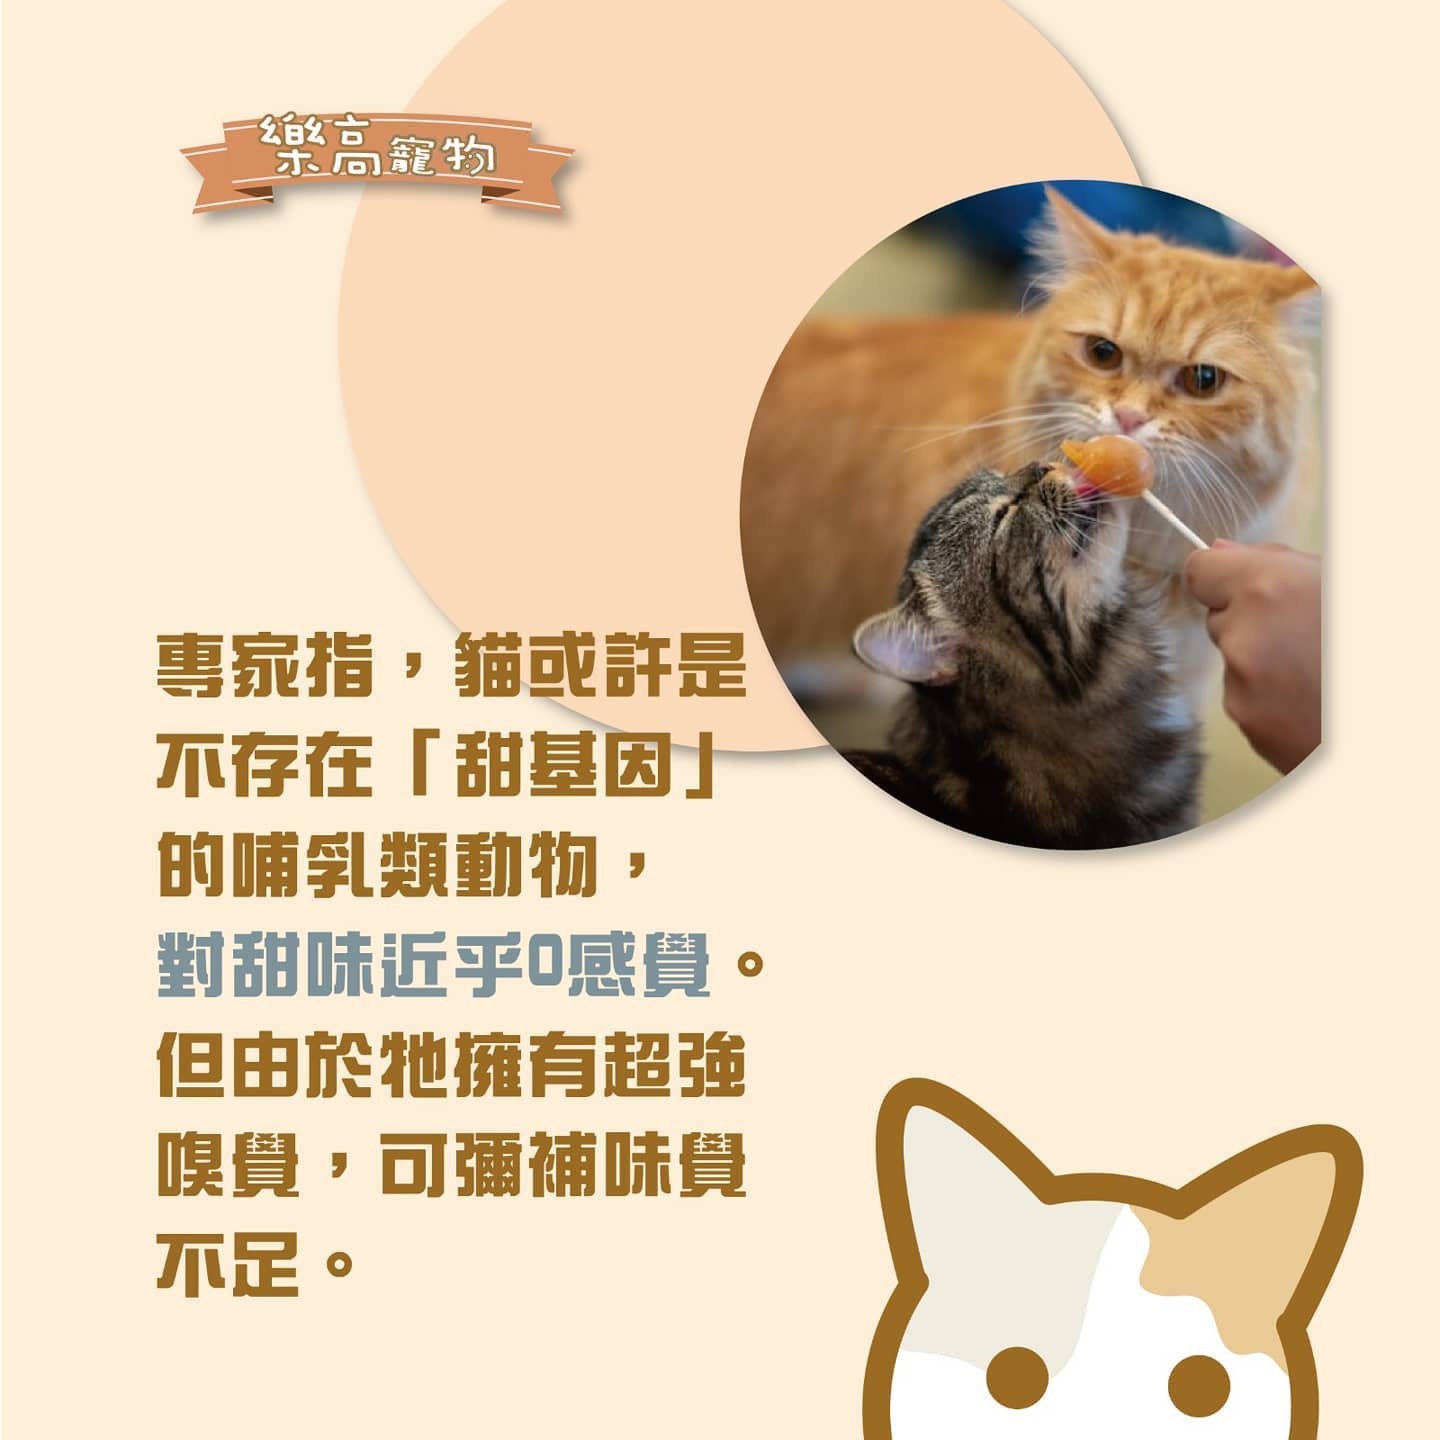 樂高寵物
專家指，貓或許是
不存在「甜基因」
的哺乳類動物，
對甜味近乎0感覺。
但由於牠擁有超強
嗅覺，可彌補味覺
不足。